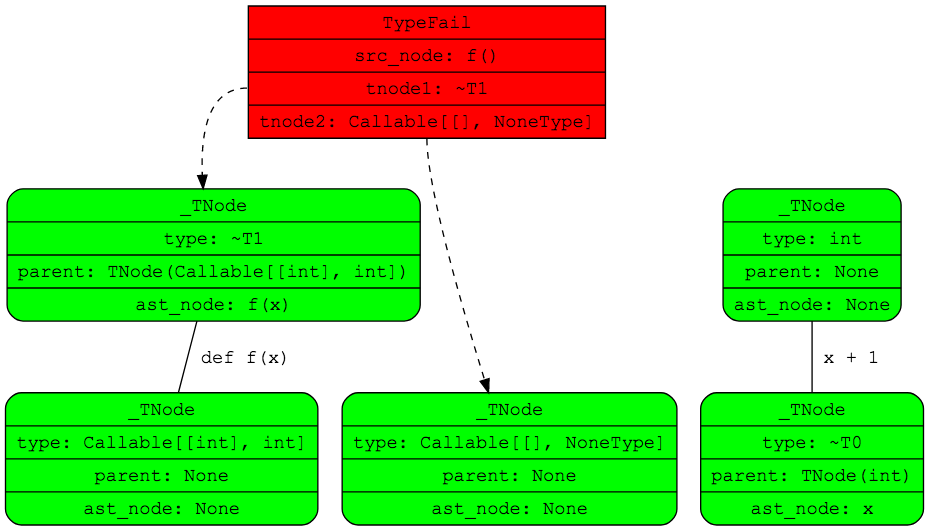 TypeFail
src_node: f()
tnode1: ~T1
tnode2: Callable[[], NoneType]
_TNode
type: ~T1
parent: TNode(Callable[[int], int])
ast_node: f(x)
_TNode
type: int
parent: None
ast_node: None
def f(x)
x + 1
_TNode
type: Callable[[int], int]
parent: None
ast_node: None
_TNode
type: Callable[[], NoneType]
parent: None
ast_node: None
_TNode
type: ~T0
parent: TNode(int)
ast_node: x